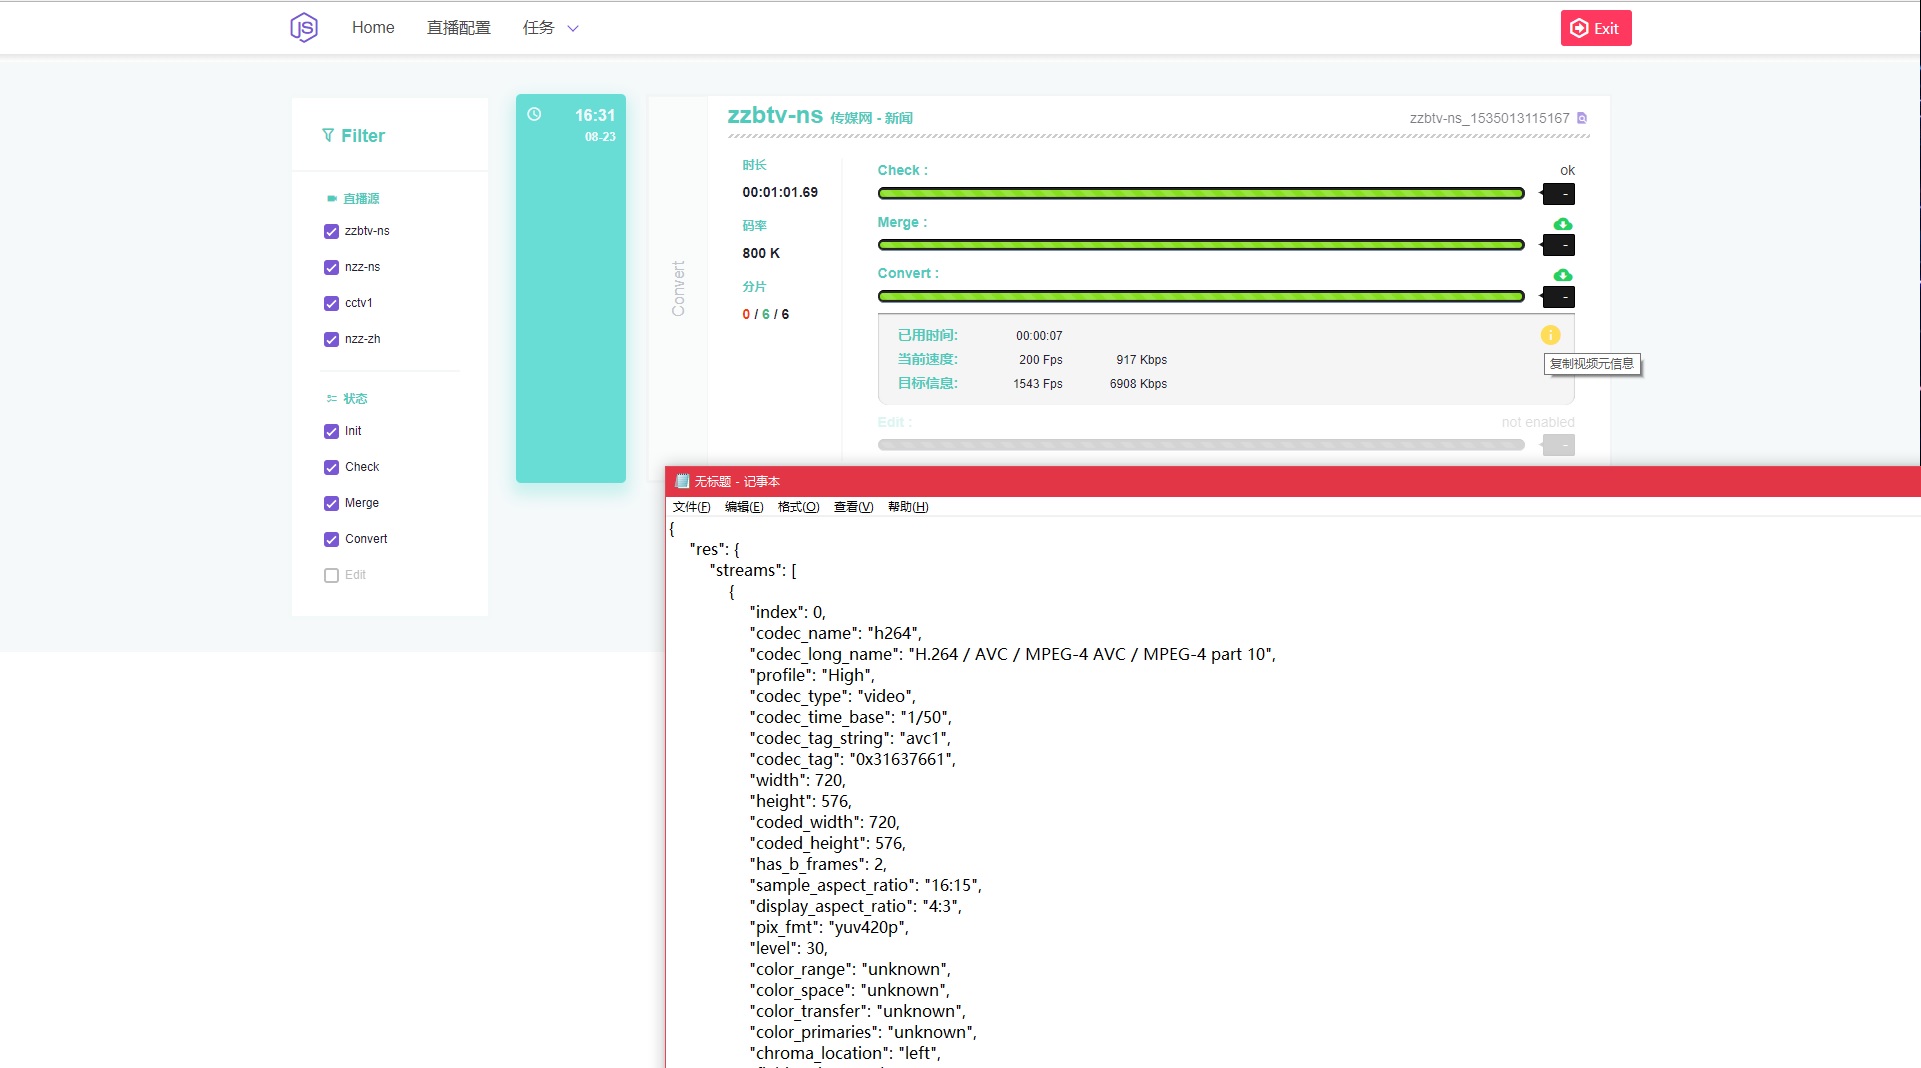 JS Home 直播配置 任务 Exit
Filter
直播源
zzbtv-ns
nzz-ns
cctv1
nzz-zh
状态
Init
Check
Merge
Convert
Edit
16:31
08-23
Convert
zzbtv-ns 传媒网 - 新闻 zzbtv-ns_1535013115167
时长
00:01:01.69
码率
800 K
分片
0 / 6 / 6
Check : ok
-
Merge :
-
Convert :
-
已用时间: 00:00:07
当前速度: 200 Fps 917 Kbps
目标信息: 1543 Fps 6908 Kbps
复制视频元信息
Edit : not enabled
-
无标题 - 记事本
文件(F) 编辑(E) 格式(O) 查看(V) 帮助(H)
{
"res": {
"streams": [
{
"index": 0,
"codec_name": "h264",
"codec_long_name": "H.264 / AVC / MPEG-4 AVC / MPEG-4 part 10",
"profile": "High",
"codec_type": "video",
"codec_time_base": "1/50",
"codec_tag_string": "avc1",
"codec_tag": "0x31637661",
"width": 720,
"height": 576,
"coded_width": 720,
"coded_height": 576,
"has_b_frames": 2,
"sample_aspect_ratio": "16:15",
"display_aspect_ratio": "4:3",
"pix_fmt": "yuv420p",
"level": 30,
"color_range": "unknown",
"color_space": "unknown",
"color_transfer": "unknown",
"color_primaries": "unknown",
"chroma_location": "left",